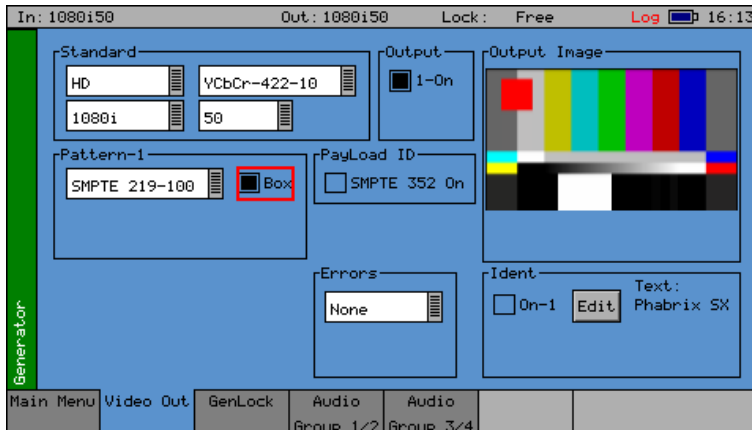 In: 1080i50 Out: 1080i50 Lock: Free Log 16:13
Standard
HD YCbCr-422-10
1080i 50
Output
1-On
Output Image
Pattern-1
SMPTE 219-100 Box
PayLoad ID
SMPTE 352 On
Errors
None
Ident
On-1 Edit Text:
Phabrix SX
Generator
Main Menu Video Out GenLock Audio Group 1/2 Audio Group 3/4